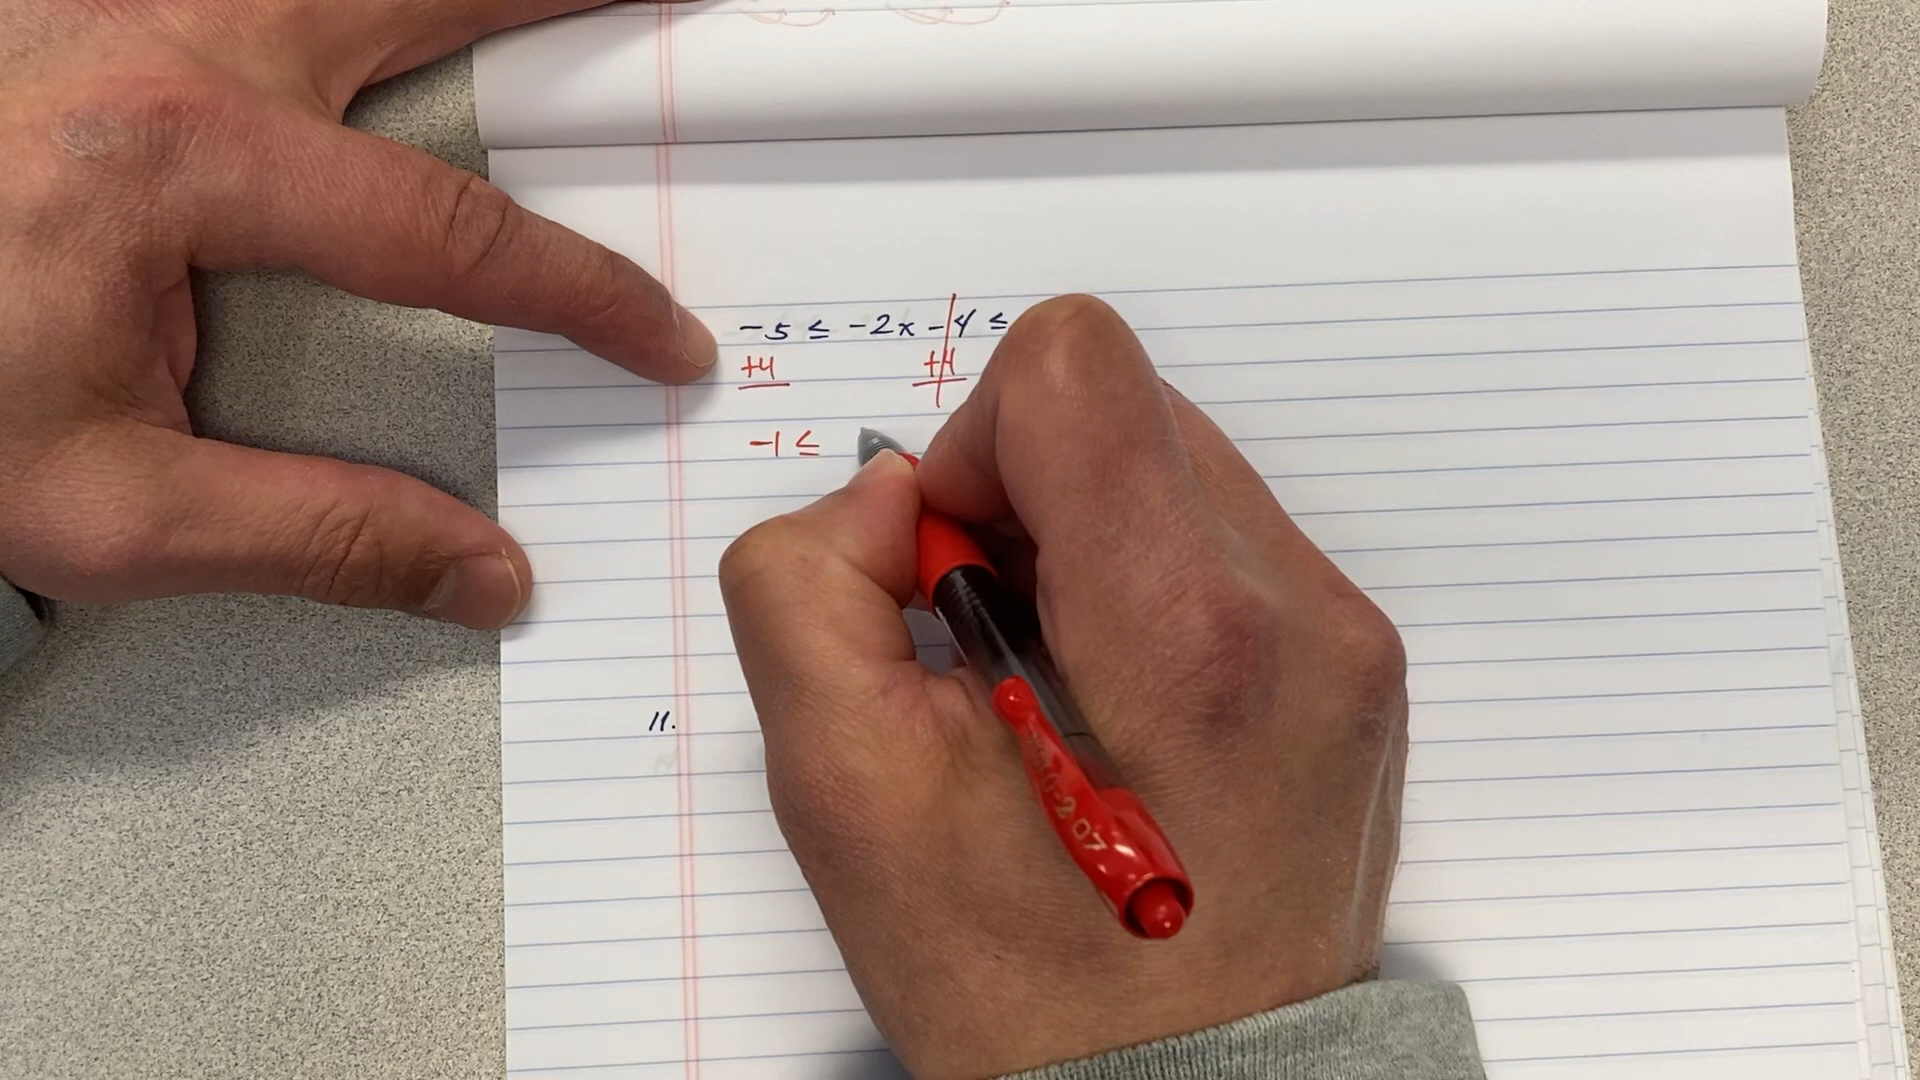 -5 ≤ -2x - 4 ≤
+4 +4
-1 ≤
11.